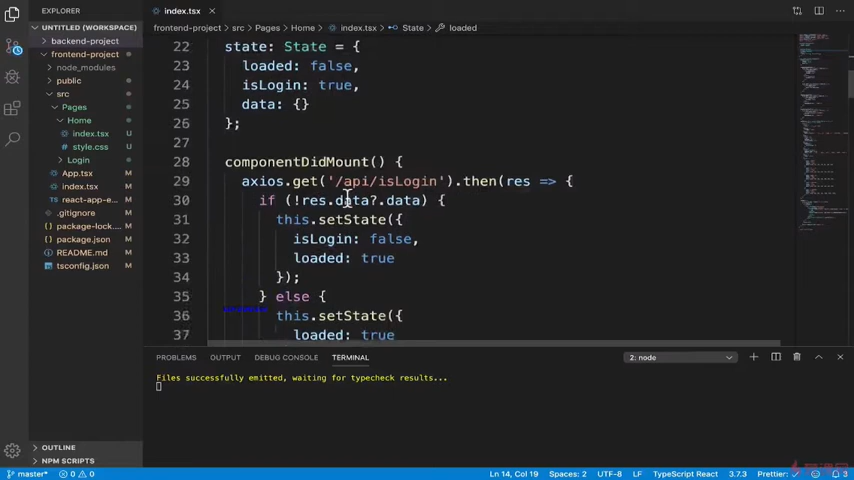 EXPLORER
index.tsx
UNTITLED (WORKSPACE)
frontend-project > src > Pages > Home > index.tsx > State > loaded
backend-project
frontend-project
node_modules
public
src
Pages
Home
index.tsx U
style.css U
Login
App.tsx
index.tsx
react-app-e...
.gitignore
package-lock...
package.json
README.md
tsconfig.json
22 state: State = {
23 loaded: false,
24 isLogin: true,
25 data: {}
26 };
27
28 componentDidMount() {
29 axios.get('/api/isLogin').then(res => {
30 if (!res.data?.data) {
31 this.setState({
32 isLogin: false,
33 loaded: true
34 });
35 } else {
36 this.setState({
37 loaded: true
PROBLEMS OUTPUT DEBUG CONSOLE TERMINAL 2: node
Files successfully emitted, waiting for typecheck results...
OUTLINE
NPM SCRIPTS
master* 0 0 Ln 14, Col 19 Spaces: 2 UTF-8 LF TypeScript React 3.7.3 Prettier: ✓ 3